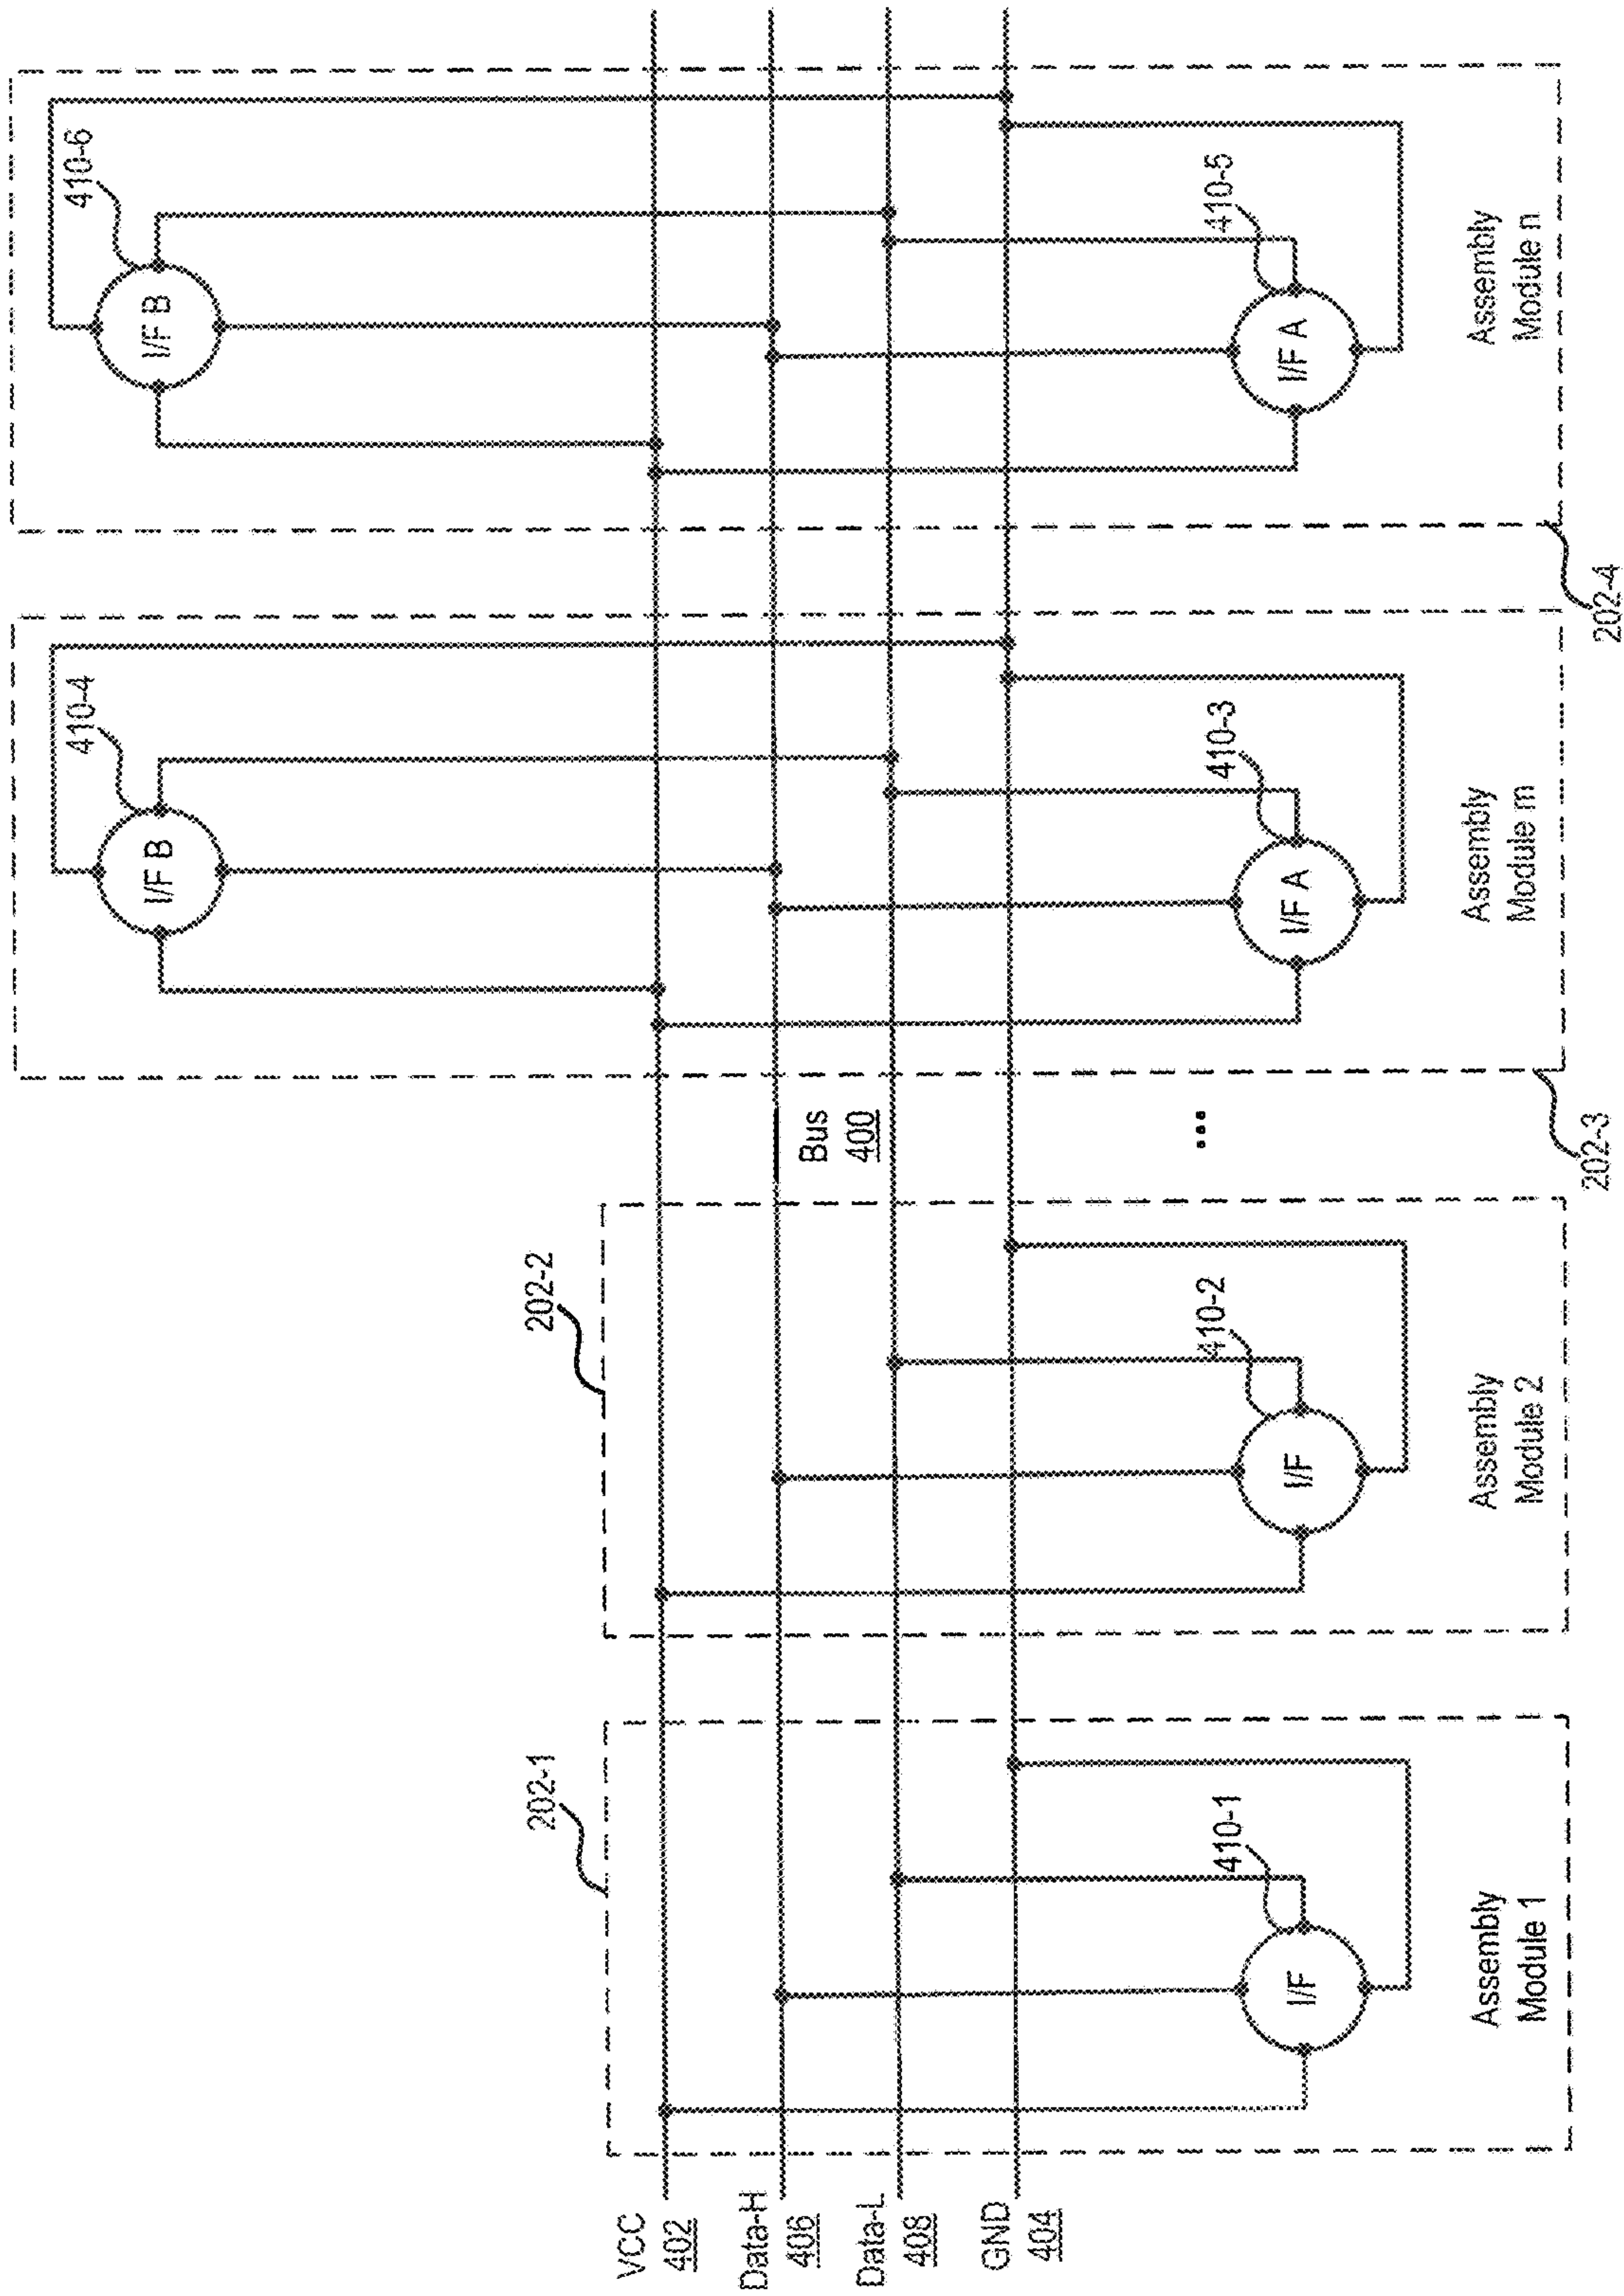 VCC
402
Data-H
406
Data-L
408
GND
404
Bus
400
202-1
410-1
I/F
Assembly
Module 1
202-2
410-2
I/F
Assembly
Module 2
...
410-4
I/F B
410-3
I/F A
Assembly
Module m
202-3
410-6
I/F B
410-5
I/F A
Assembly
Module n
202-4